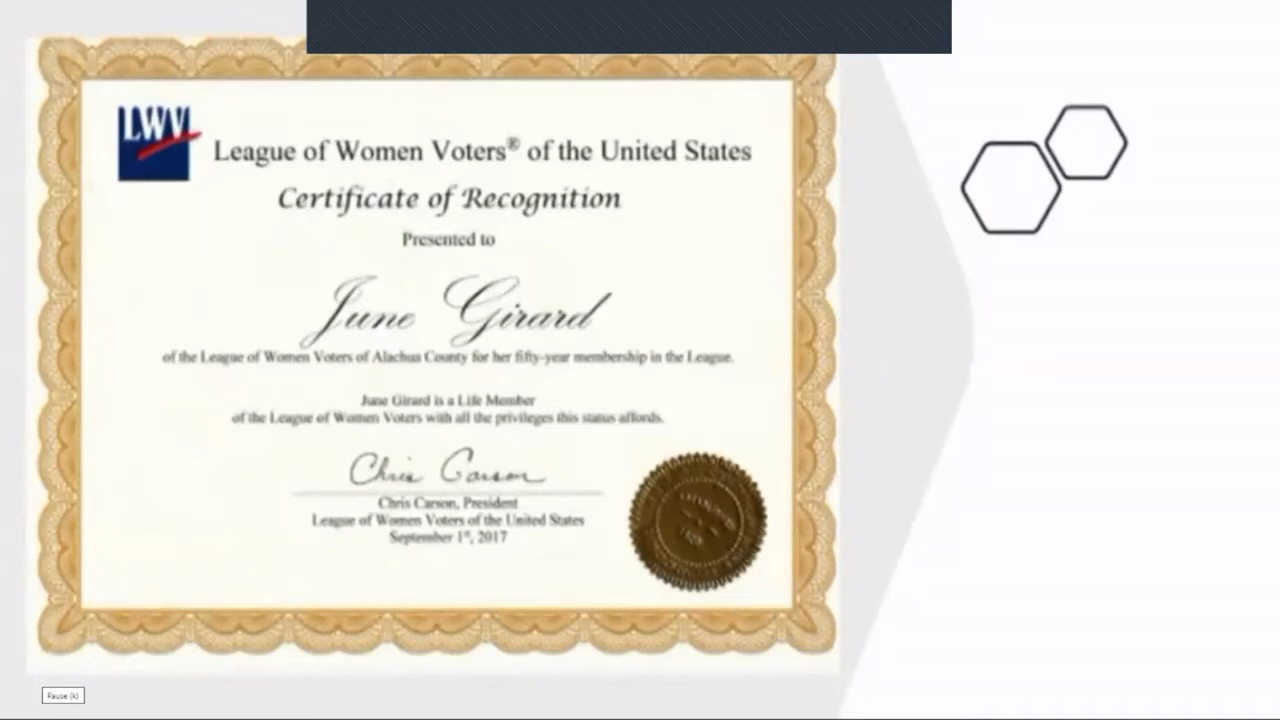 LWV
League of Women Voters® of the United States
Certificate of Recognition
Presented to
June Girard
of the League of Women Voters of Alachua County for her fifty-year membership in the League.
June Girard is a Life Member
of the League of Women Voters with all the privileges this status affords.
Chris Carson
Chris Carson, President
League of Women Voters of the United States
September 1st, 2017
Pause (k)